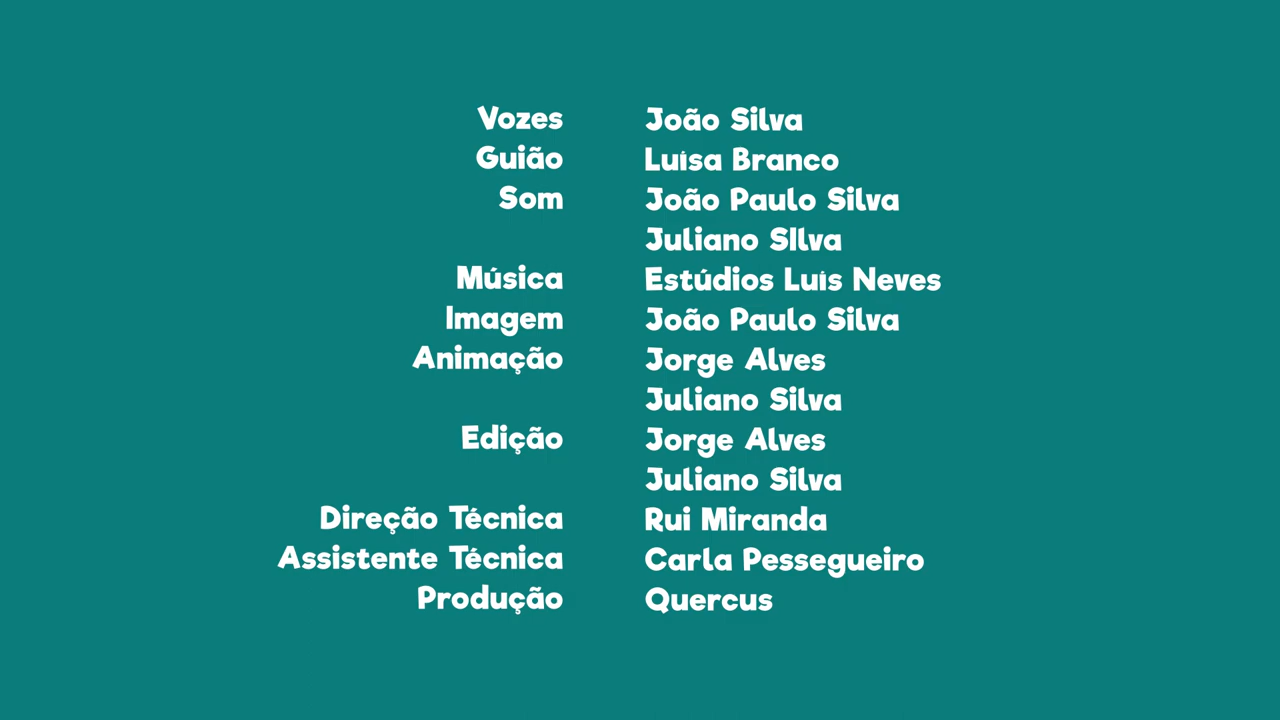 Vozes João Silva
Guião Luísa Branco
Som João Paulo Silva
Juliano SIlva
Música Estúdios Luís Neves
Imagem João Paulo Silva
Animação Jorge Alves
Juliano Silva
Edição Jorge Alves
Juliano Silva
Direção Técnica Rui Miranda
Assistente Técnica Carla Pessegueiro
Produção Quercus